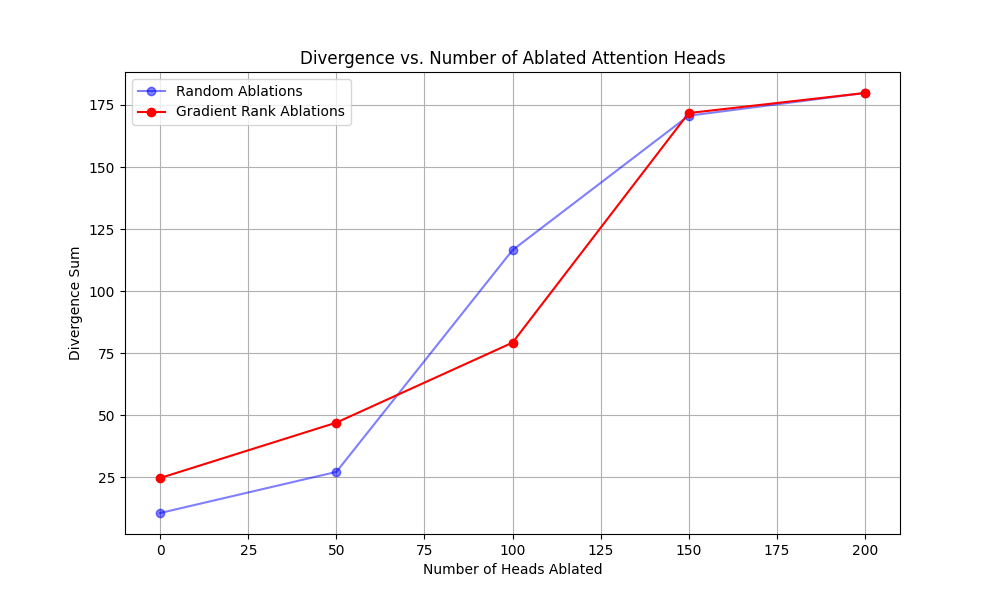 Divergence vs. Number of Ablated Attention Heads
Random Ablations
Gradient Rank Ablations
Divergence Sum
175
150
125
100
75
50
25
0 25 50 75 100 125 150 175 200
Number of Heads Ablated